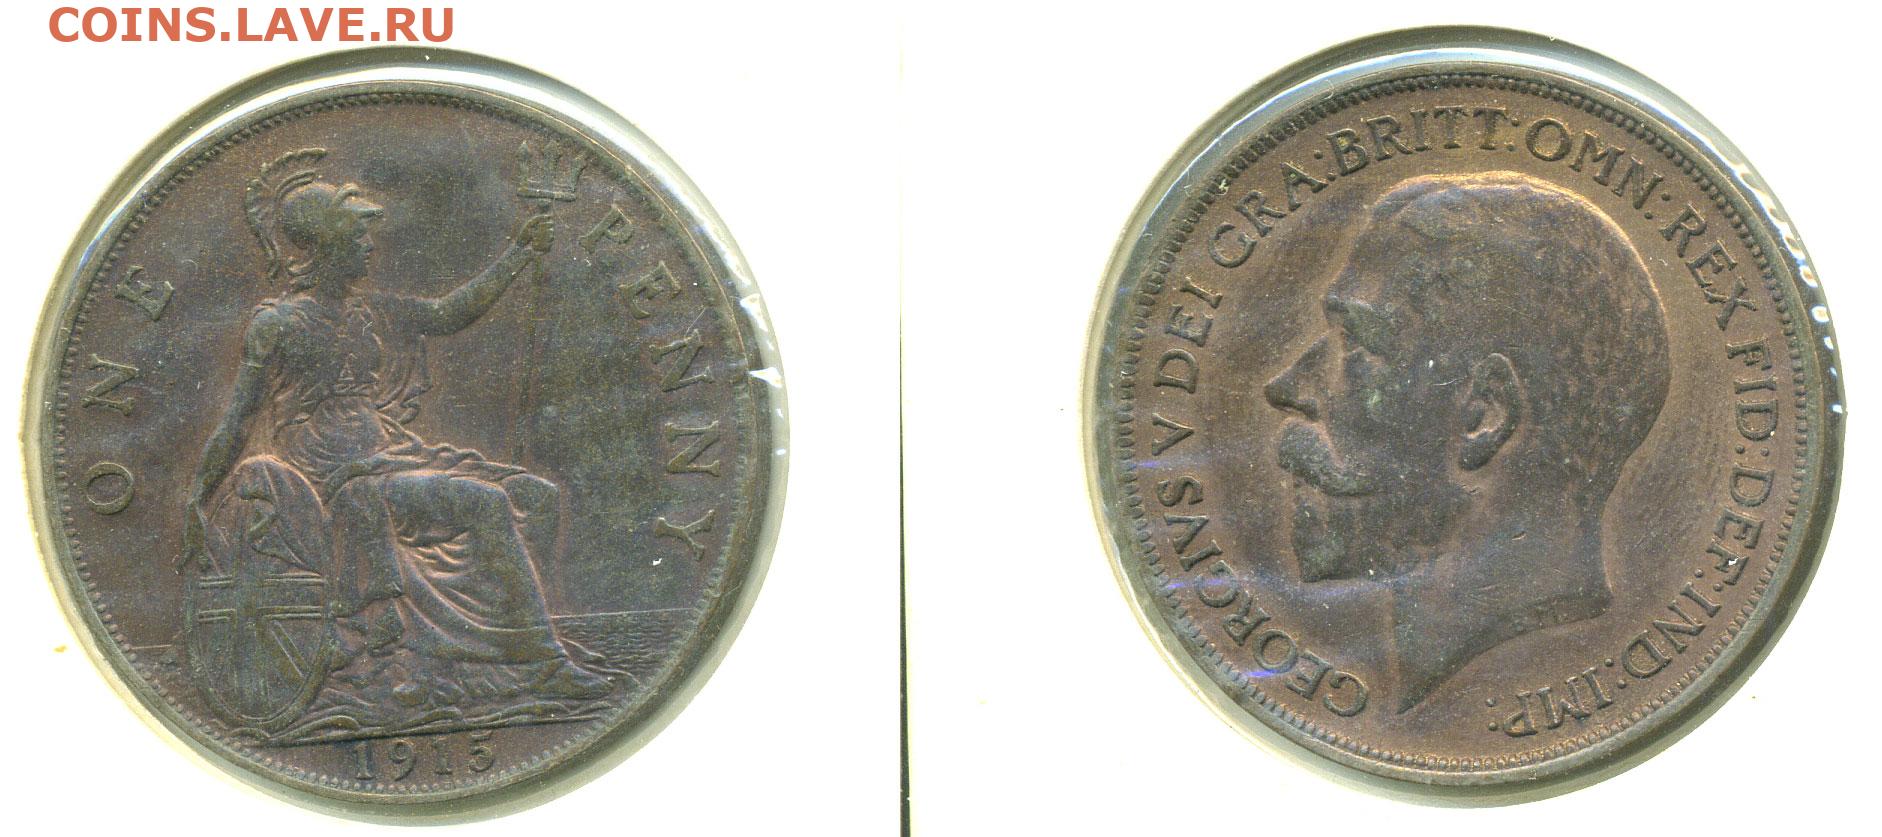 COINS.LAVE.RU
ONE PENNY
1915
GEORGIVS V DEI GRA:BRITT:OMN:REX FID:DEF:IND:IMP: